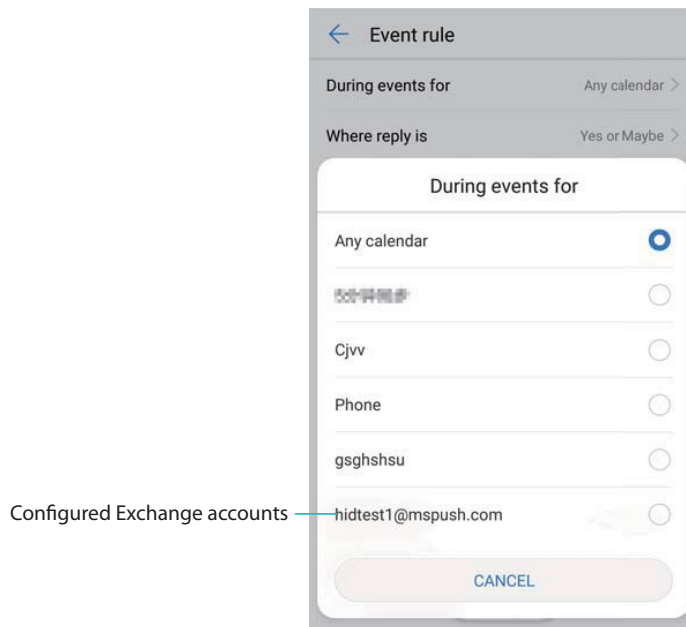 Event rule
During events for Any calendar >
Where reply is Yes or Maybe >
During events for
Any calendar
Cjvv
Phone
gsghshsu
Configured Exchange accounts hidtest1@mspush.com
CANCEL